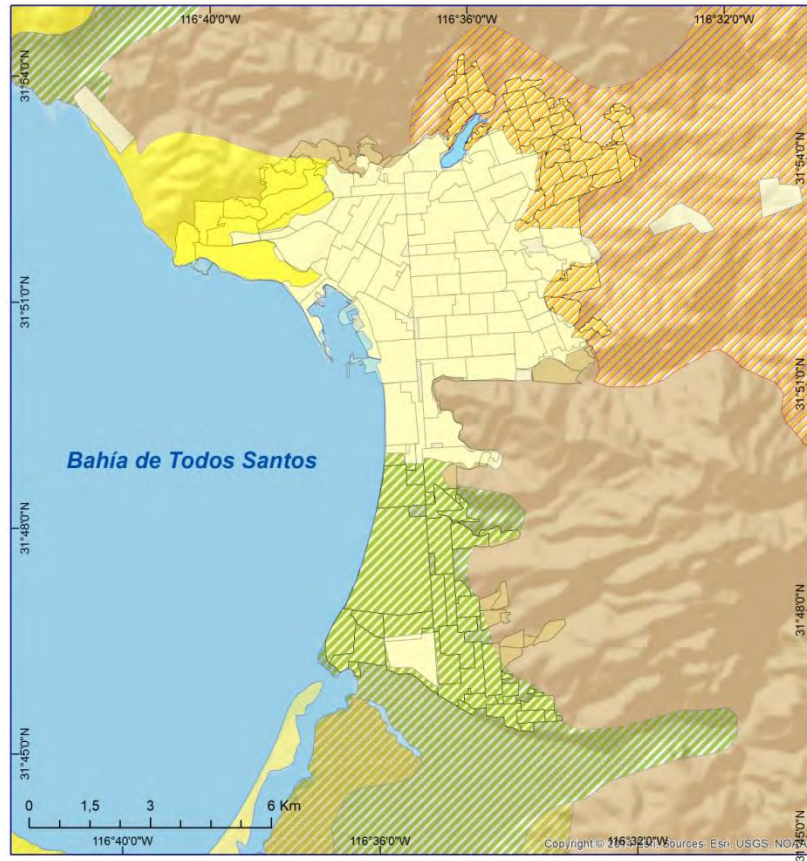 116°40'0"W 116°36'0"W 116°32'0"W
31°54'0"N
31°54'0"N
31°51'0"N
31°51'0"N
Bahía de Todos Santos
31°48'0"N
31°48'0"N
31°45'0"N
0 1,5 3 6 Km
116°40'0"W 116°36'0"W 116°32'0"W
Copyright © Esri, USGS, NOAA